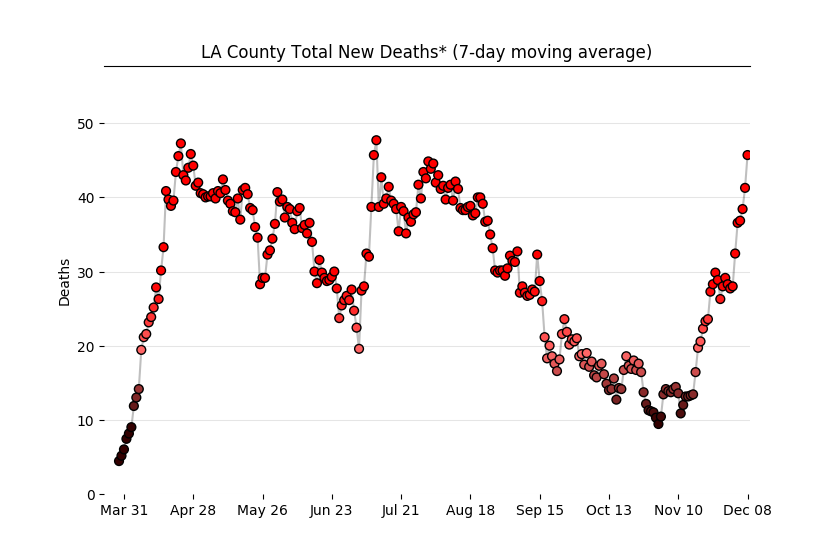 LA County Total New Deaths* (7-day moving average)
50
40
30
20
10
0
Deaths
Mar 31 Apr 28 May 26 Jun 23 Jul 21 Aug 18 Sep 15 Oct 13 Nov 10 Dec 08